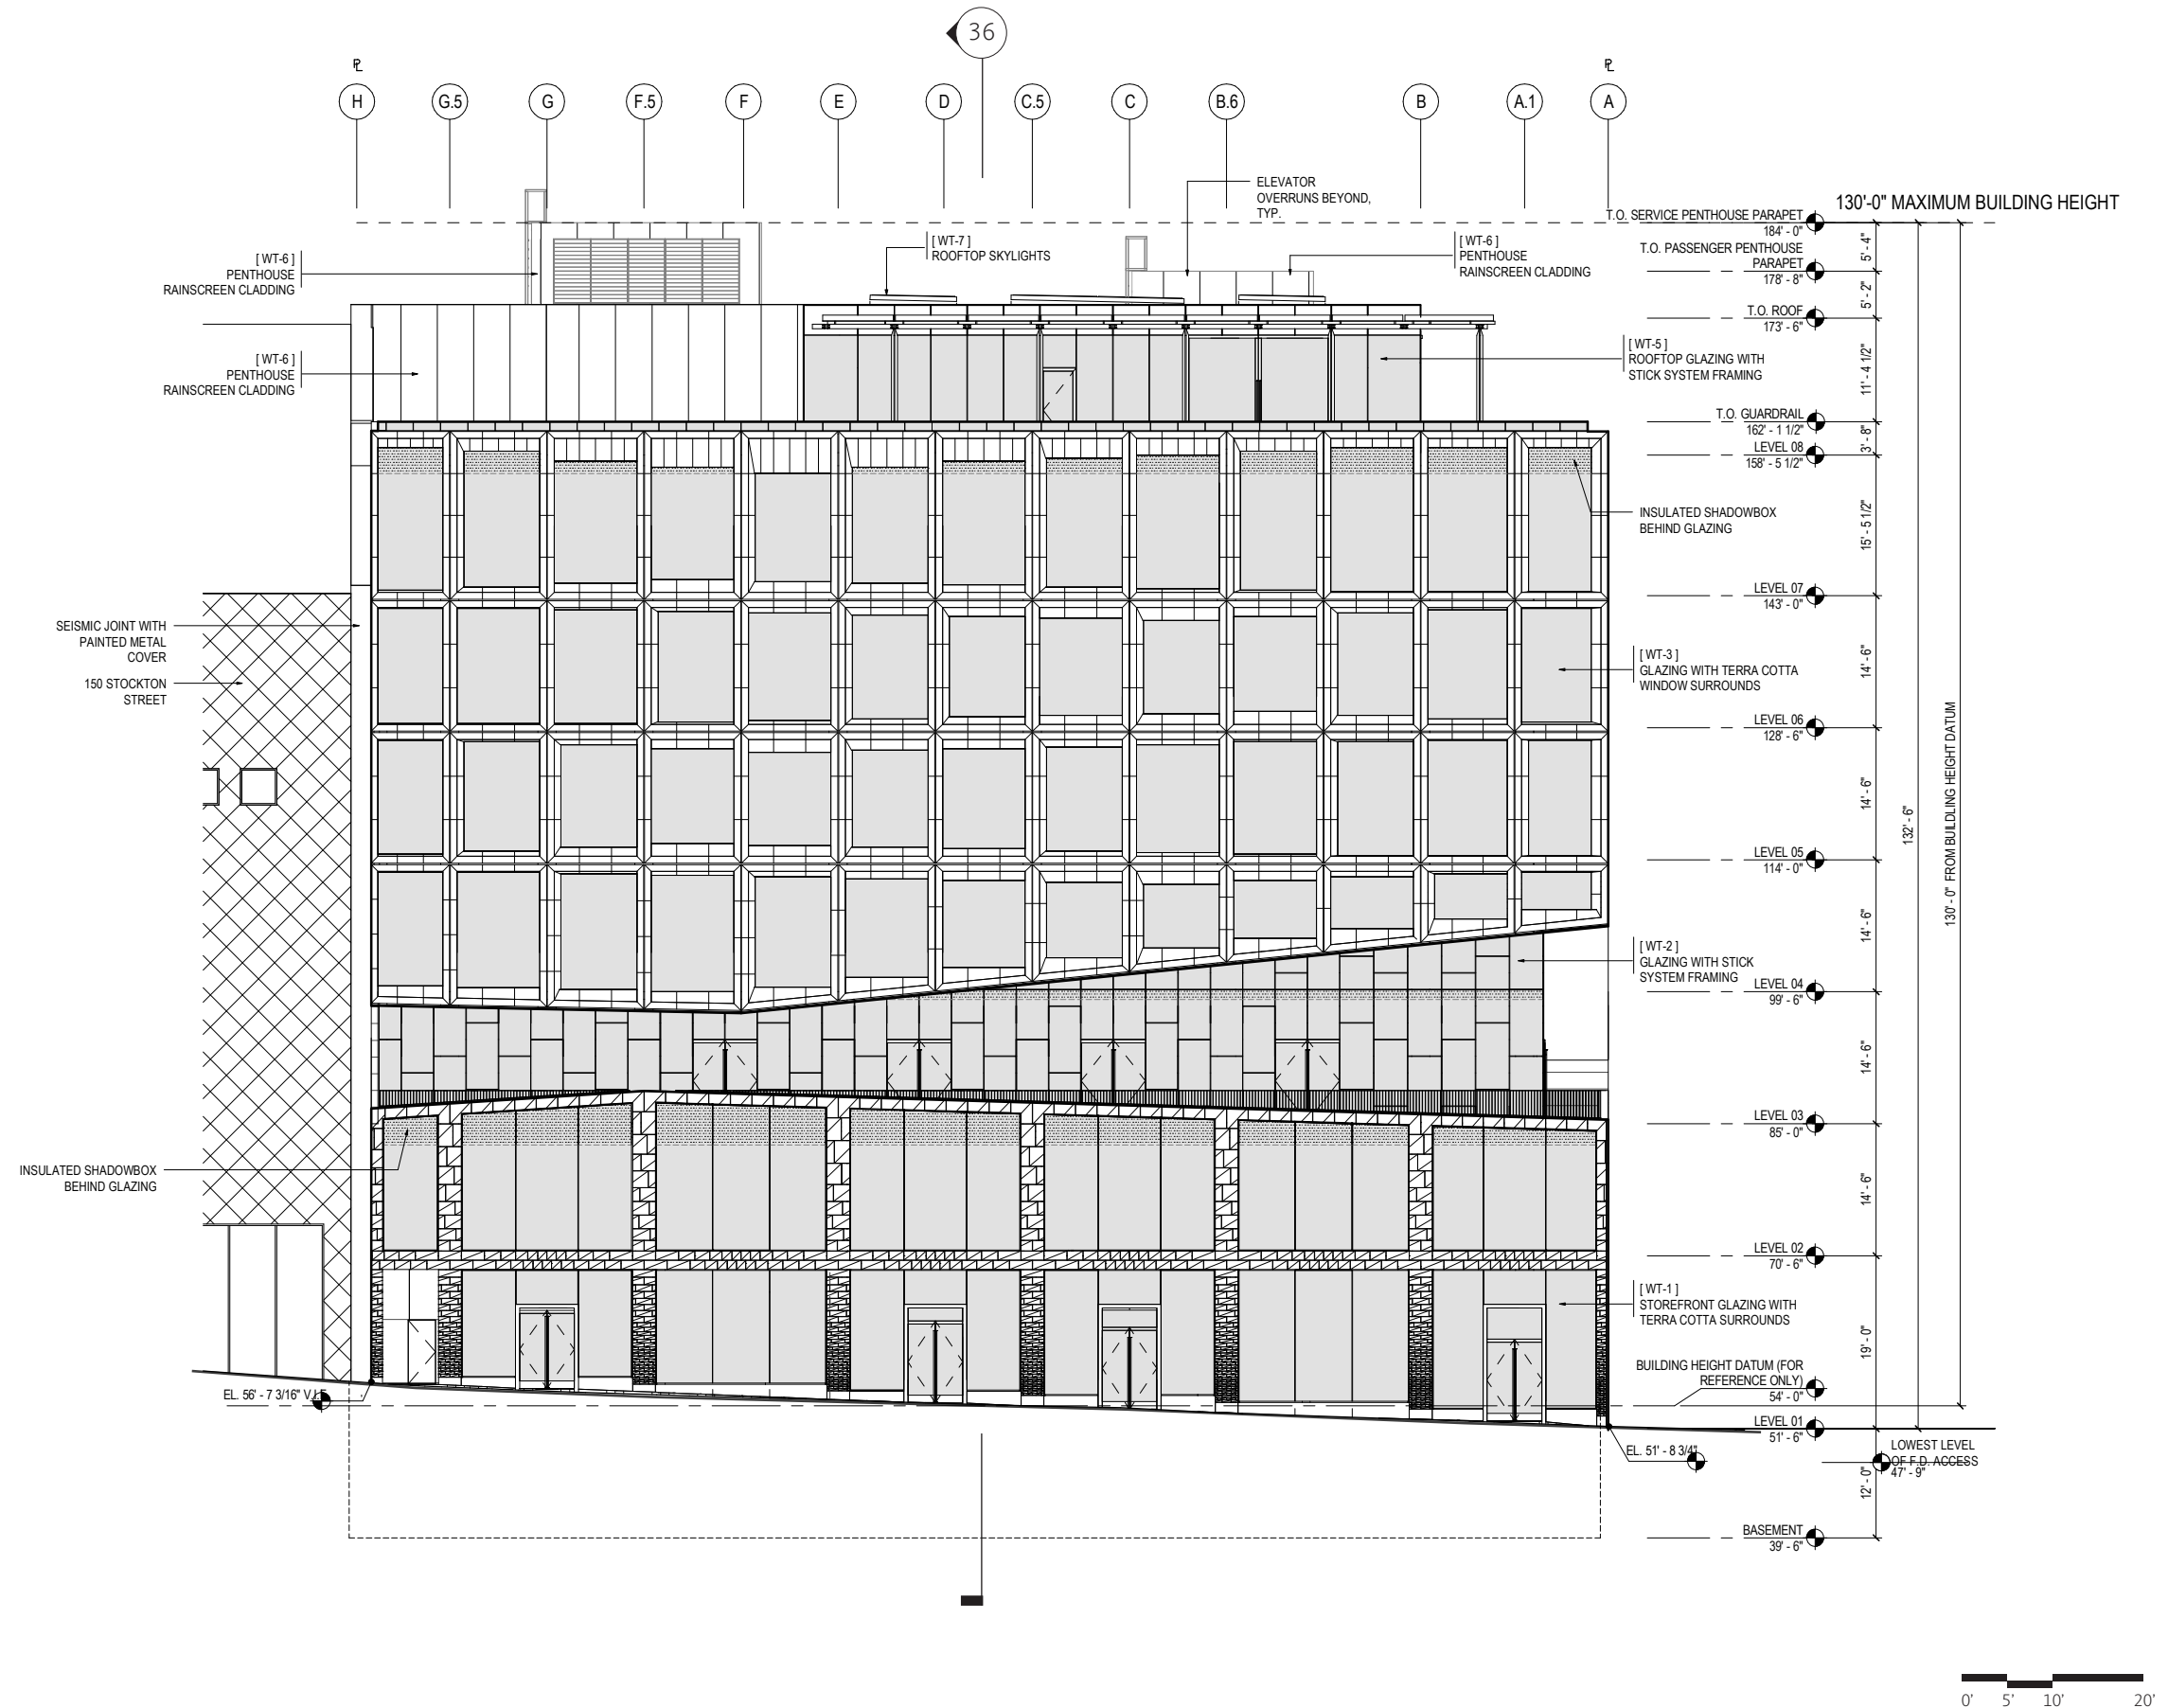 36
℄ ℄
H G.5 G F.5 F E D C.5 C B.6 B A.1 A
130'-0" MAXIMUM BUILDING HEIGHT
ELEVATOR
OVERRUNS BEYOND,
TYP.
[ WT-7 ]
ROOFTOP SKYLIGHTS
[ WT-6 ]
PENTHOUSE
RAINSCREEN CLADDING
[ WT-6 ]
PENTHOUSE
RAINSCREEN CLADDING
[ WT-6 ]
PENTHOUSE
RAINSCREEN CLADDING
[ WT-5 ]
ROOFTOP GLAZING WITH
STICK SYSTEM FRAMING
INSULATED SHADOWBOX
BEHIND GLAZING
SEISMIC JOINT WITH
PAINTED METAL
COVER
150 STOCKTON
STREET
[ WT-3 ]
GLAZING WITH TERRA COTTA
WINDOW SURROUNDS
[ WT-2 ]
GLAZING WITH STICK
SYSTEM FRAMING
INSULATED SHADOWBOX
BEHIND GLAZING
[ WT-1 ]
STOREFRONT GLAZING WITH
TERRA COTTA SURROUNDS
T.O. SERVICE PENTHOUSE PARAPET
184' - 0"
T.O. PASSENGER PENTHOUSE
PARAPET
178' - 8"
T.O. ROOF
173' - 6"
T.O. GUARDRAIL
162' - 1 1/2"
LEVEL 08
158' - 5 1/2"
LEVEL 07
143' - 0"
LEVEL 06
128' - 6"
LEVEL 05
114' - 0"
LEVEL 04
99' - 6"
LEVEL 03
85' - 0"
LEVEL 02
70' - 6"
BUILDING HEIGHT DATUM (FOR
REFERENCE ONLY)
54' - 0"
LEVEL 01
51' - 6"
LOWEST LEVEL
OF F.D. ACCESS
47' - 9"
BASEMENT
39' - 6"
EL. 56' - 7 3/16" V.I.F.
EL. 51' - 8 3/4"
5' - 4"
5' - 2"
11' - 4 1/2"
3' - 8"
15' - 5 1/2"
14' - 6"
14' - 6"
14' - 6"
14' - 6"
14' - 6"
19' - 0"
12' - 0"
132' - 6"
130' - 0" FROM BUILDLING HEIGHT DATUM
0' 5' 10' 20'